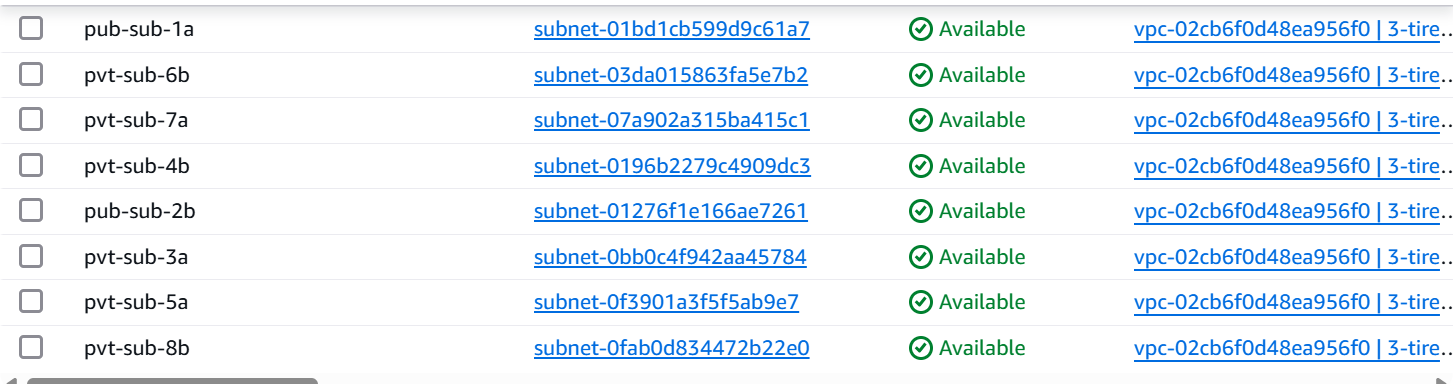 pub-sub-1a subnet-01bd1cb599d9c61a7 Available vpc-02cb6f0d48ea956f0 | 3-tire...
pvt-sub-6b subnet-03da015863fa5e7b2 Available vpc-02cb6f0d48ea956f0 | 3-tire...
pvt-sub-7a subnet-07a902a315ba415c1 Available vpc-02cb6f0d48ea956f0 | 3-tire...
pvt-sub-4b subnet-0196b2279c4909dc3 Available vpc-02cb6f0d48ea956f0 | 3-tire...
pub-sub-2b subnet-01276f1e166ae7261 Available vpc-02cb6f0d48ea956f0 | 3-tire...
pvt-sub-3a subnet-0bb0c4f942aa45784 Available vpc-02cb6f0d48ea956f0 | 3-tire...
pvt-sub-5a subnet-0f3901a3f5f5ab9e7 Available vpc-02cb6f0d48ea956f0 | 3-tire...
pvt-sub-8b subnet-0fab0d834472b22e0 Available vpc-02cb6f0d48ea956f0 | 3-tire...